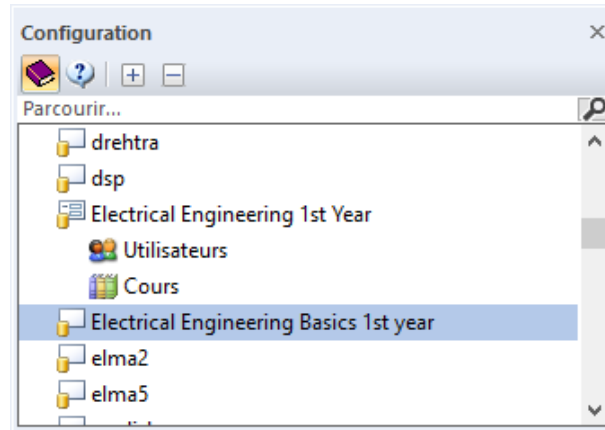 Configuration
Parcourir...
drehtra
dsp
Electrical Engineering 1st Year
Utilisateurs
Cours
Electrical Engineering Basics 1st year
elma2
elma5